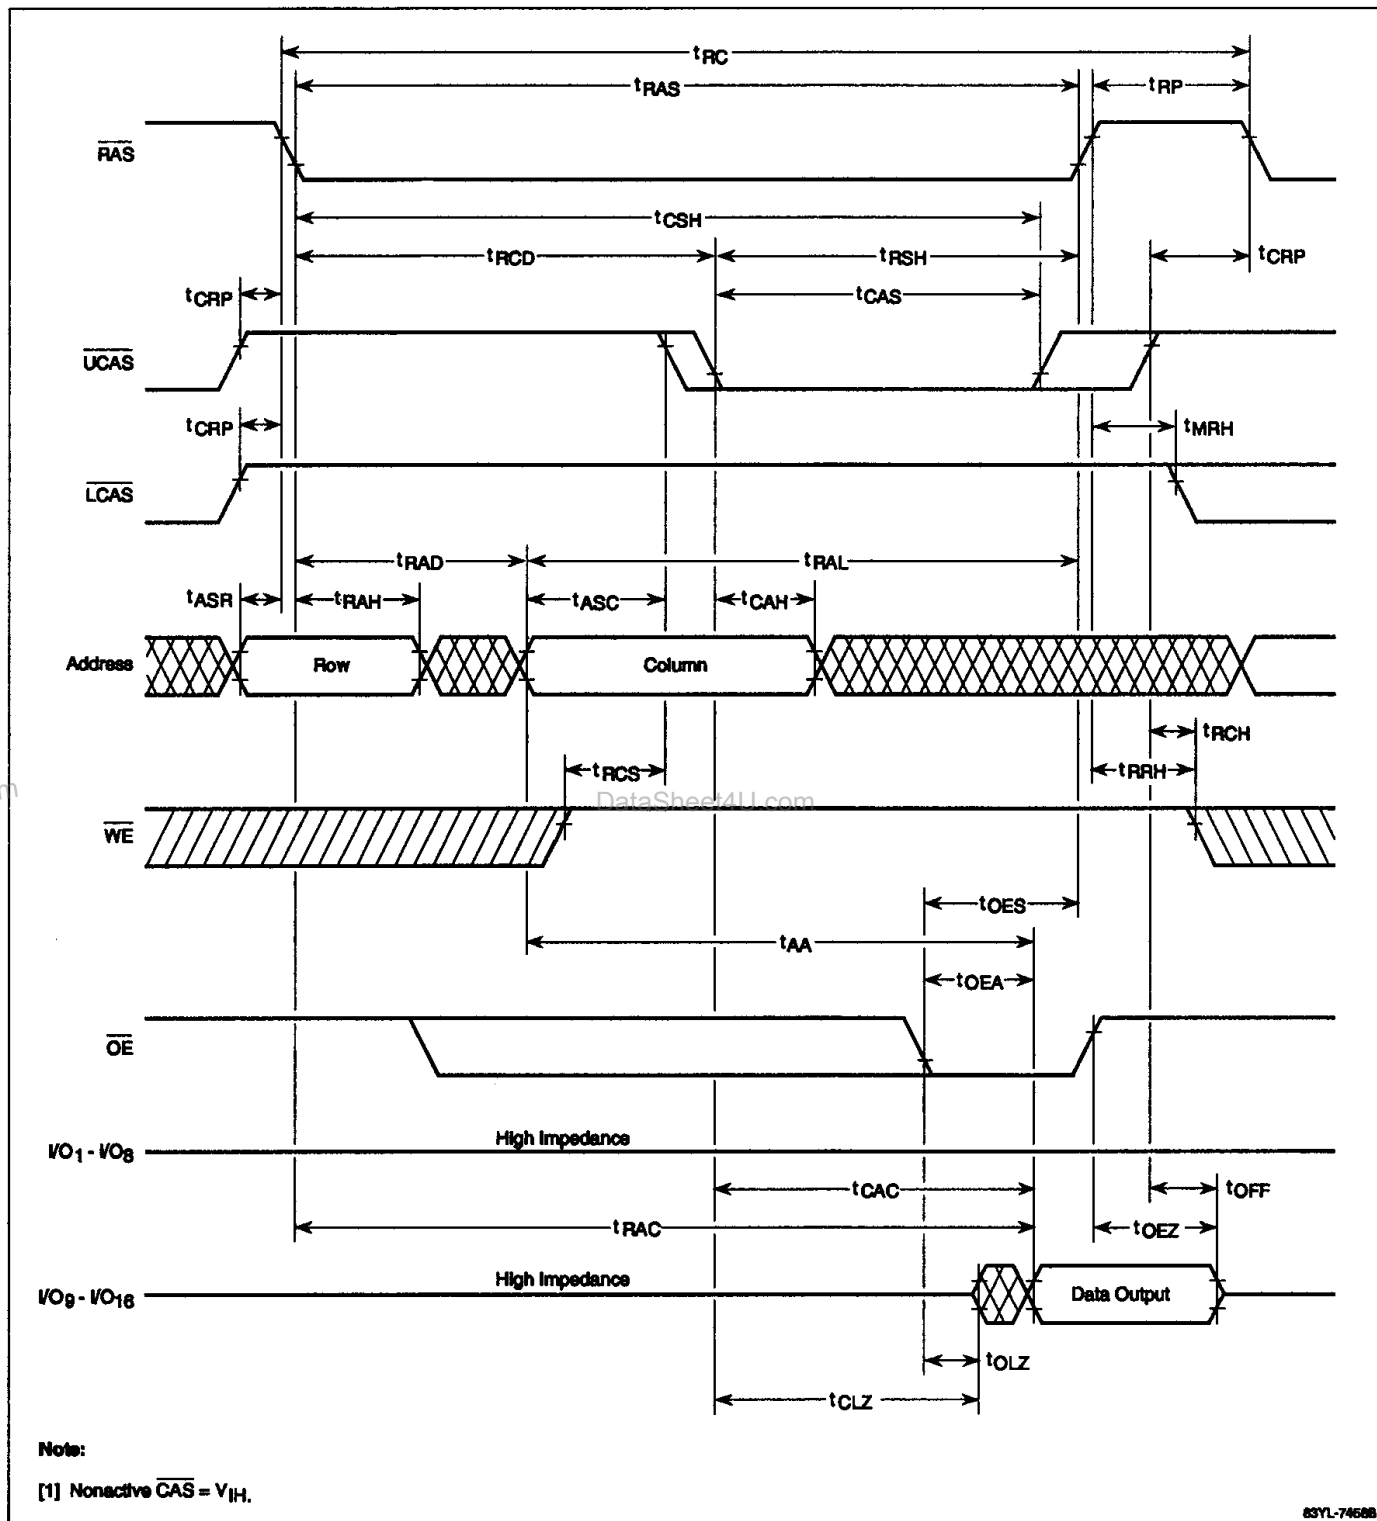 tRC
tRAS
tRP
RAS
tCSH
tRCD
tRSH
tCRP
tCRP
tCAS
UCAS
tCRP
tMRH
LCAS
tRAD
tRAL
tASR
tRAH
tASC
tCAH
Address
Row
Column
tRCH
tRCS
tRRH
m
DataSheet4U.com
WE
tOES
tAA
tOEA
OE
High Impedance
I/O1 - I/O8
tCAC
tOFF
tRAC
tOEZ
High Impedance
I/O9 - I/O16
Data Output
tOLZ
tCLZ
Note:
[1] Nonactive CAS = VIH.
83YL-7468B